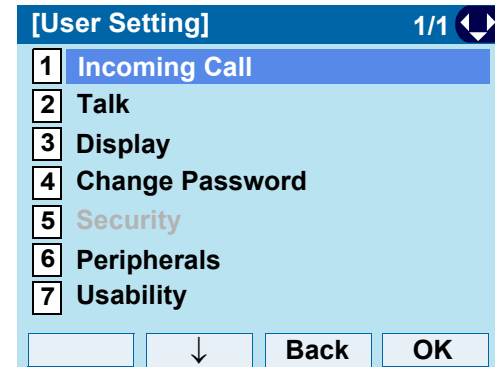 [User Setting] 1/1
1 Incoming Call
2 Talk
3 Display
4 Change Password
5 Security
6 Peripherals
7 Usability
↓ Back OK